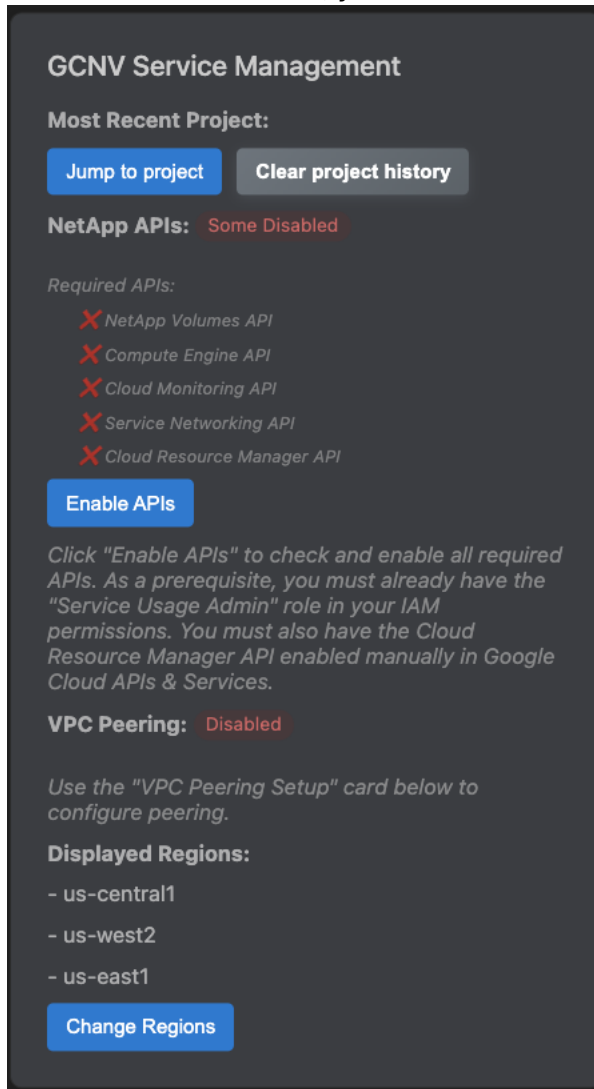 GCNV Service Management
Most Recent Project:
Jump to project Clear project history
NetApp APIs: Some Disabled
Required APIs:
❌ NetApp Volumes API
❌ Compute Engine API
❌ Cloud Monitoring API
❌ Service Networking API
❌ Cloud Resource Manager API
Enable APIs
Click "Enable APIs" to check and enable all required
APIs. As a prerequisite, you must already have the
"Service Usage Admin" role in your IAM
permissions. You must also have the Cloud
Resource Manager API enabled manually in Google
Cloud APIs & Services.
VPC Peering: Disabled
Use the "VPC Peering Setup" card below to
configure peering.
Displayed Regions:
- us-central1
- us-west2
- us-east1
Change Regions